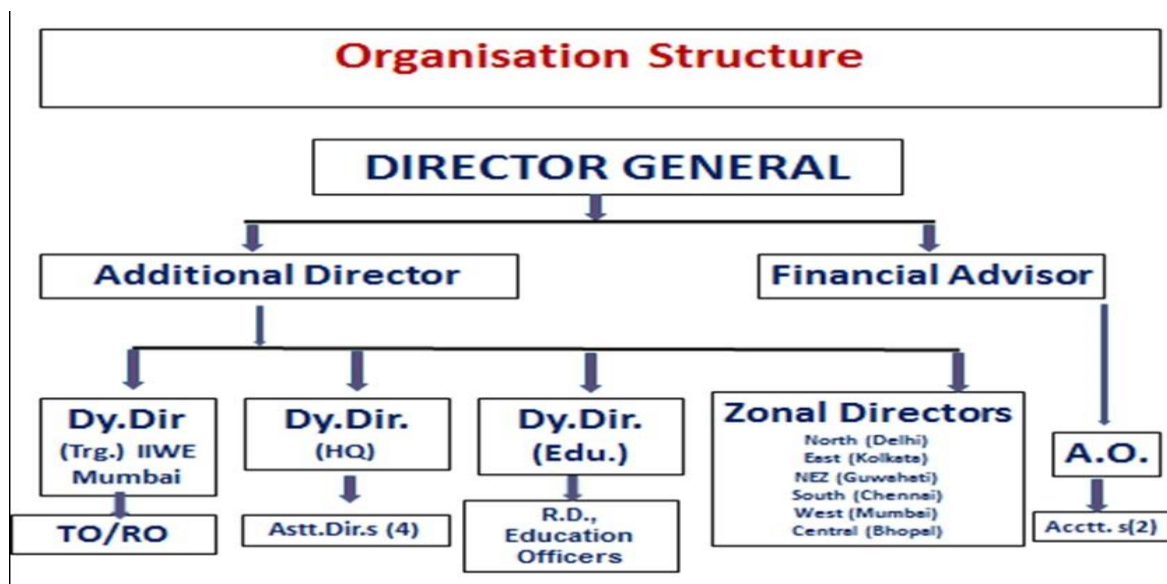 Organisation Structure
DIRECTOR GENERAL
Additional Director
Financial Advisor
Dy.Dir
(Trg.) IIWE
Mumbai
TO/RO
Dy.Dir.
(HQ)
Astt.Dir.s (4)
Dy.Dir.
(Edu.)
R.D.,
Education
Officers
Zonal Directors
North (Delhi)
East (Kolkata)
NEZ (Guwahati)
South (Chennai)
West (Mumbai)
Central (Bhopal)
A.O.
Acctt. s(2)